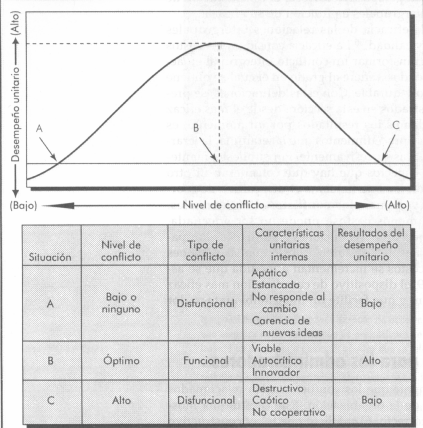 (Alto)
Desempeño unitario
A
B
C
(Bajo)
Nivel de conflicto
(Alto)
Situación
Nivel de
conflicto
Tipo de
conflicto
Características
unitarias
internas
Resultados del
desempeño
unitario
A
Bajo o
ninguno
Disfuncional
Apático
Estancada
No responde al
cambio
Carencia de
nuevas ideas
Bajo
B
Óptimo
Funcional
Viable
Autocrítica
Innovador
Alto
C
Alto
Disfuncional
Destructivo
Caótico
No cooperativo
Bajo